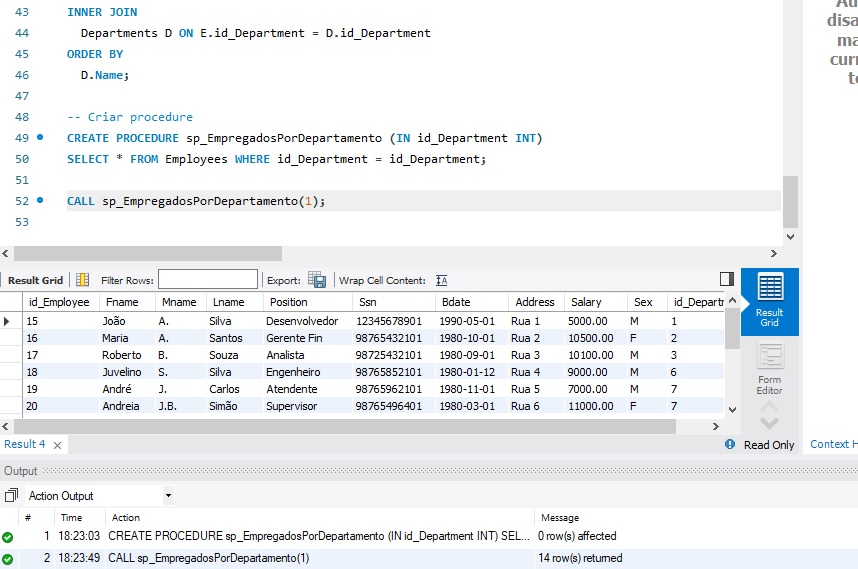 43 INNER JOIN
44 Departments D ON E.id_Department = D.id_Department
45 ORDER BY
46 D.Name;
47
48 -- Criar procedure
49 CREATE PROCEDURE sp_EmpregadosPorDepartamento (IN id_Department INT)
50 SELECT * FROM Employees WHERE id_Department = id_Department;
51
52 CALL sp_EmpregadosPorDepartamento(1);
53
Result Grid Filter Rows: Export: Wrap Cell Content:
id_Employee Fname Mname Lname Position Ssn Bdate Address Salary Sex id_Departr
15 João A. Silva Desenvolvedor 12345678901 1990-05-01 Rua 1 5000.00 M 1
16 Maria A. Santos Gerente Fin 98765432101 1980-10-01 Rua 2 10500.00 F 2
17 Roberto B. Souza Analista 98725432101 1980-09-01 Rua 3 10100.00 M 3
18 Juvelino S. Silva Engenheiro 98765852101 1980-01-12 Rua 4 9000.00 M 6
19 André J. Carlos Atendente 98765962101 1980-11-01 Rua 5 7000.00 M 7
20 Andreia J.B. Simão Supervisor 98765496401 1980-03-01 Rua 6 11000.00 F 7
Result
Grid
Form
Editor
Result 4
Read Only
Au
disa
ma
curr
to
Context H
Output
Action Output
# Time Action Message
1 18:23:03 CREATE PROCEDURE sp_EmpregadosPorDepartamento (IN id_Department INT) SEL... 0 row(s) affected
2 18:23:49 CALL sp_EmpregadosPorDepartamento(1) 14 row(s) returned